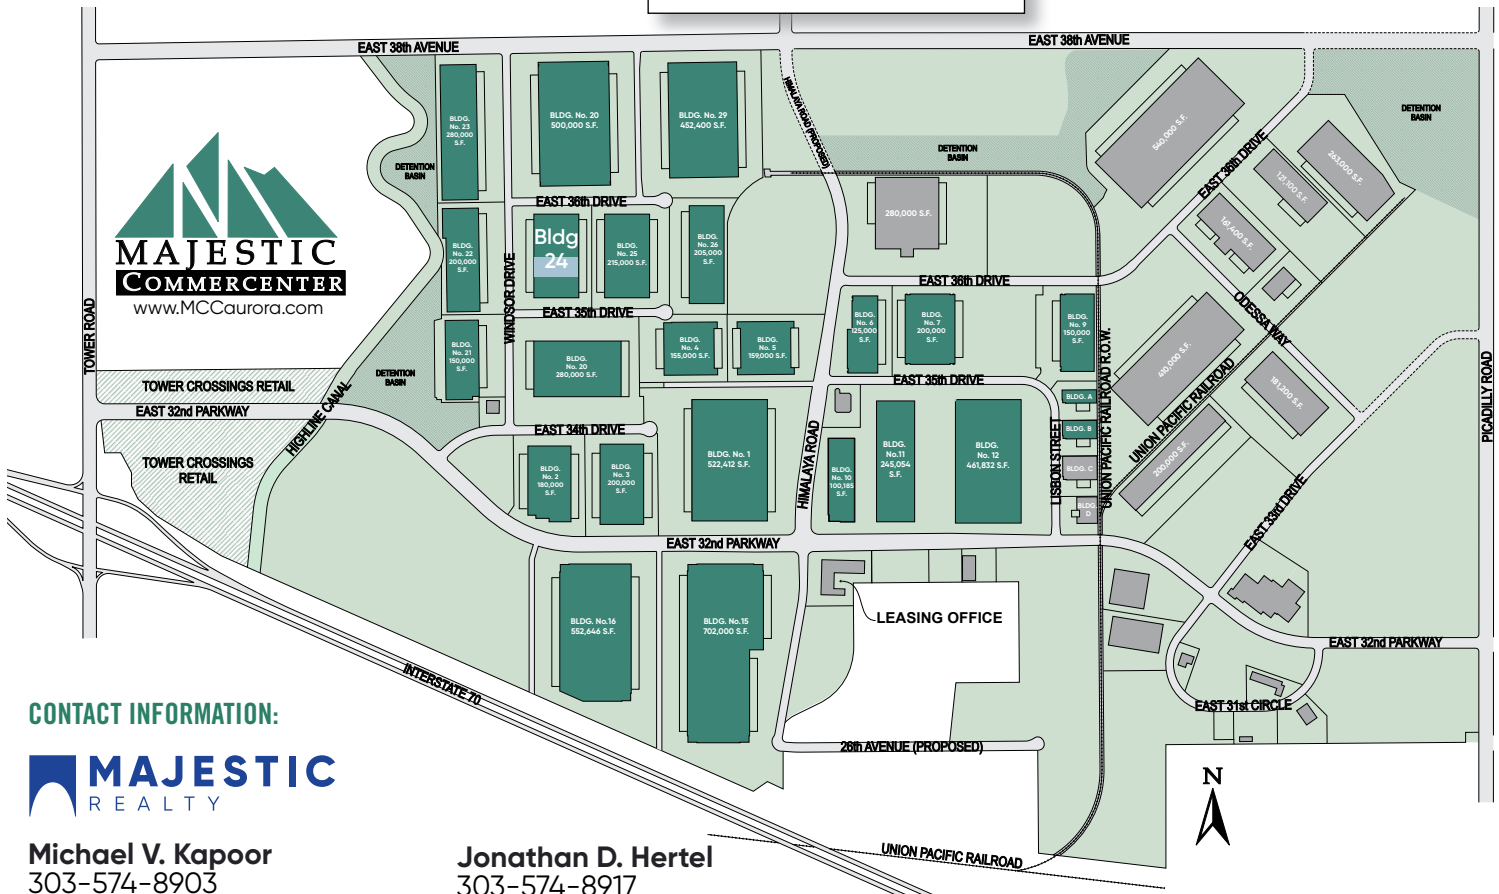 EAST 38th AVENUE
EAST 38th AVENUE
BLDG.
No. 23
280,000
S.F.
BLDG. No. 20
500,000 S.F.
BLDG. No. 29
452,400 S.F.
HIMALAYA ROAD (PROPOSED)
540,000 S.F.
DETENTION
BASIN
DETENTION
BASIN
DETENTION
BASIN
EAST 36th DRIVE
263,000 S.F.
121,100 S.F.
161,400 S.F.
MAJESTIC
COMMERCENTER
www.MCCaurora.com
EAST 36th DRIVE
BLDG.
No. 22
200,000
S.F.
Bldg
24
BLDG.
No. 25
215,000 S.F.
BLDG.
No. 26
205,000
S.F.
280,000 S.F.
WINDSOR DRIVE
EAST 35th DRIVE
EAST 36th DRIVE
TOWER ROAD
BLDG.
No. 21
150,000
S.F.
BLDG.
No. 20
280,000 S.F.
BLDG.
No. 4
155,000 S.F.
BLDG.
No. 5
159,000 S.F.
BLDG.
No. 6
125,000
S.F.
BLDG.
No. 7
200,000
S.F.
BLDG.
No. 9
150,000
S.F.
UNION PACIFIC RAILROAD R.O.W.
ODESSA WAY
410,000 S.F.
UNION PACIFIC RAILROAD
181,200 S.F.
PICADILLY ROAD
DETENTION
BASIN
TOWER CROSSINGS RETAIL
EAST 32nd PARKWAY
HIGHLINE CANAL
EAST 35th DRIVE
BLDG. A
BLDG. B
BLDG. C
BLDG.
D
LISBON STREET
200,000 S.F.
EAST 34th DRIVE
TOWER CROSSINGS
RETAIL
BLDG.
No. 2
180,000
S.F.
BLDG.
No. 3
200,000
S.F.
BLDG. No. 1
522,412 S.F.
HIMALAYA ROAD
BLDG.
No. 10
100,185
S.F.
BLDG.
No.11
245,054
S.F.
BLDG.
No. 12
461,832 S.F.
EAST 33rd DRIVE
EAST 32nd PARKWAY
BLDG. No.16
552,646 S.F.
BLDG. No.15
702,000 S.F.
LEASING OFFICE
EAST 32nd PARKWAY
INTERSTATE 70
EAST 31st CIRCLE
26th AVENUE (PROPOSED)
N
UNION PACIFIC RAILROAD
CONTACT INFORMATION:
MAJESTIC
REALTY
Michael V. Kapoor
303-574-8903
Jonathan D. Hertel
303-574-8917